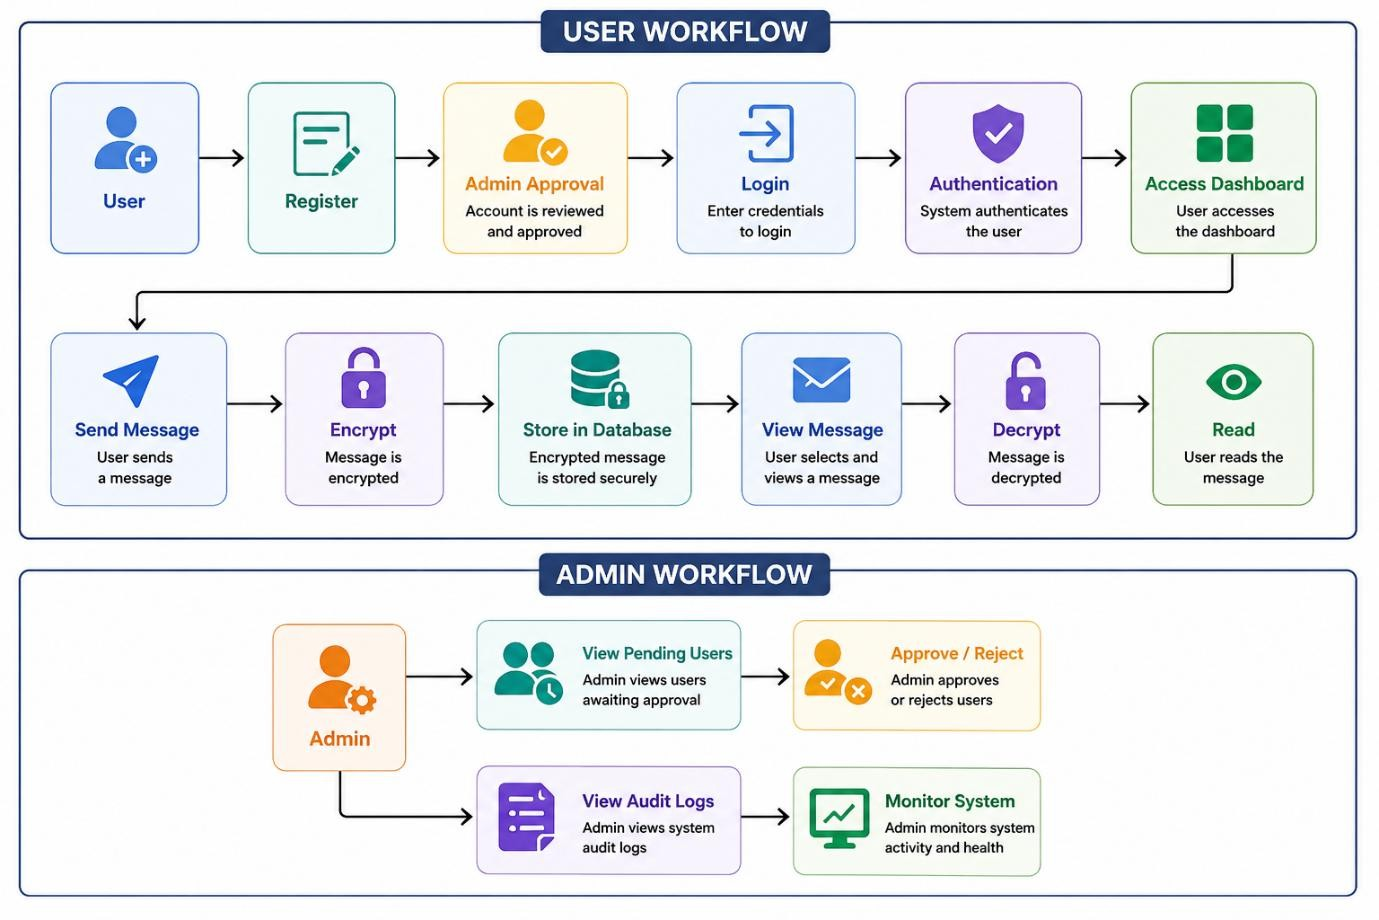 USER WORKFLOW
User
Register
Admin Approval
Account is reviewed
and approved
Login
Enter credentials
to login
Authentication
System authenticates
the user
Access Dashboard
User accesses
the dashboard
Send Message
User sends
a message
Encrypt
Message is
encrypted
Store in Database
Encrypted message
is stored securely
View Message
User selects and
views a message
Decrypt
Message is
decrypted
Read
User reads the
message
ADMIN WORKFLOW
Admin
View Pending Users
Admin views users
awaiting approval
Approve / Reject
Admin approves
or rejects users
View Audit Logs
Admin views system
audit logs
Monitor System
Admin monitors system
activity and health